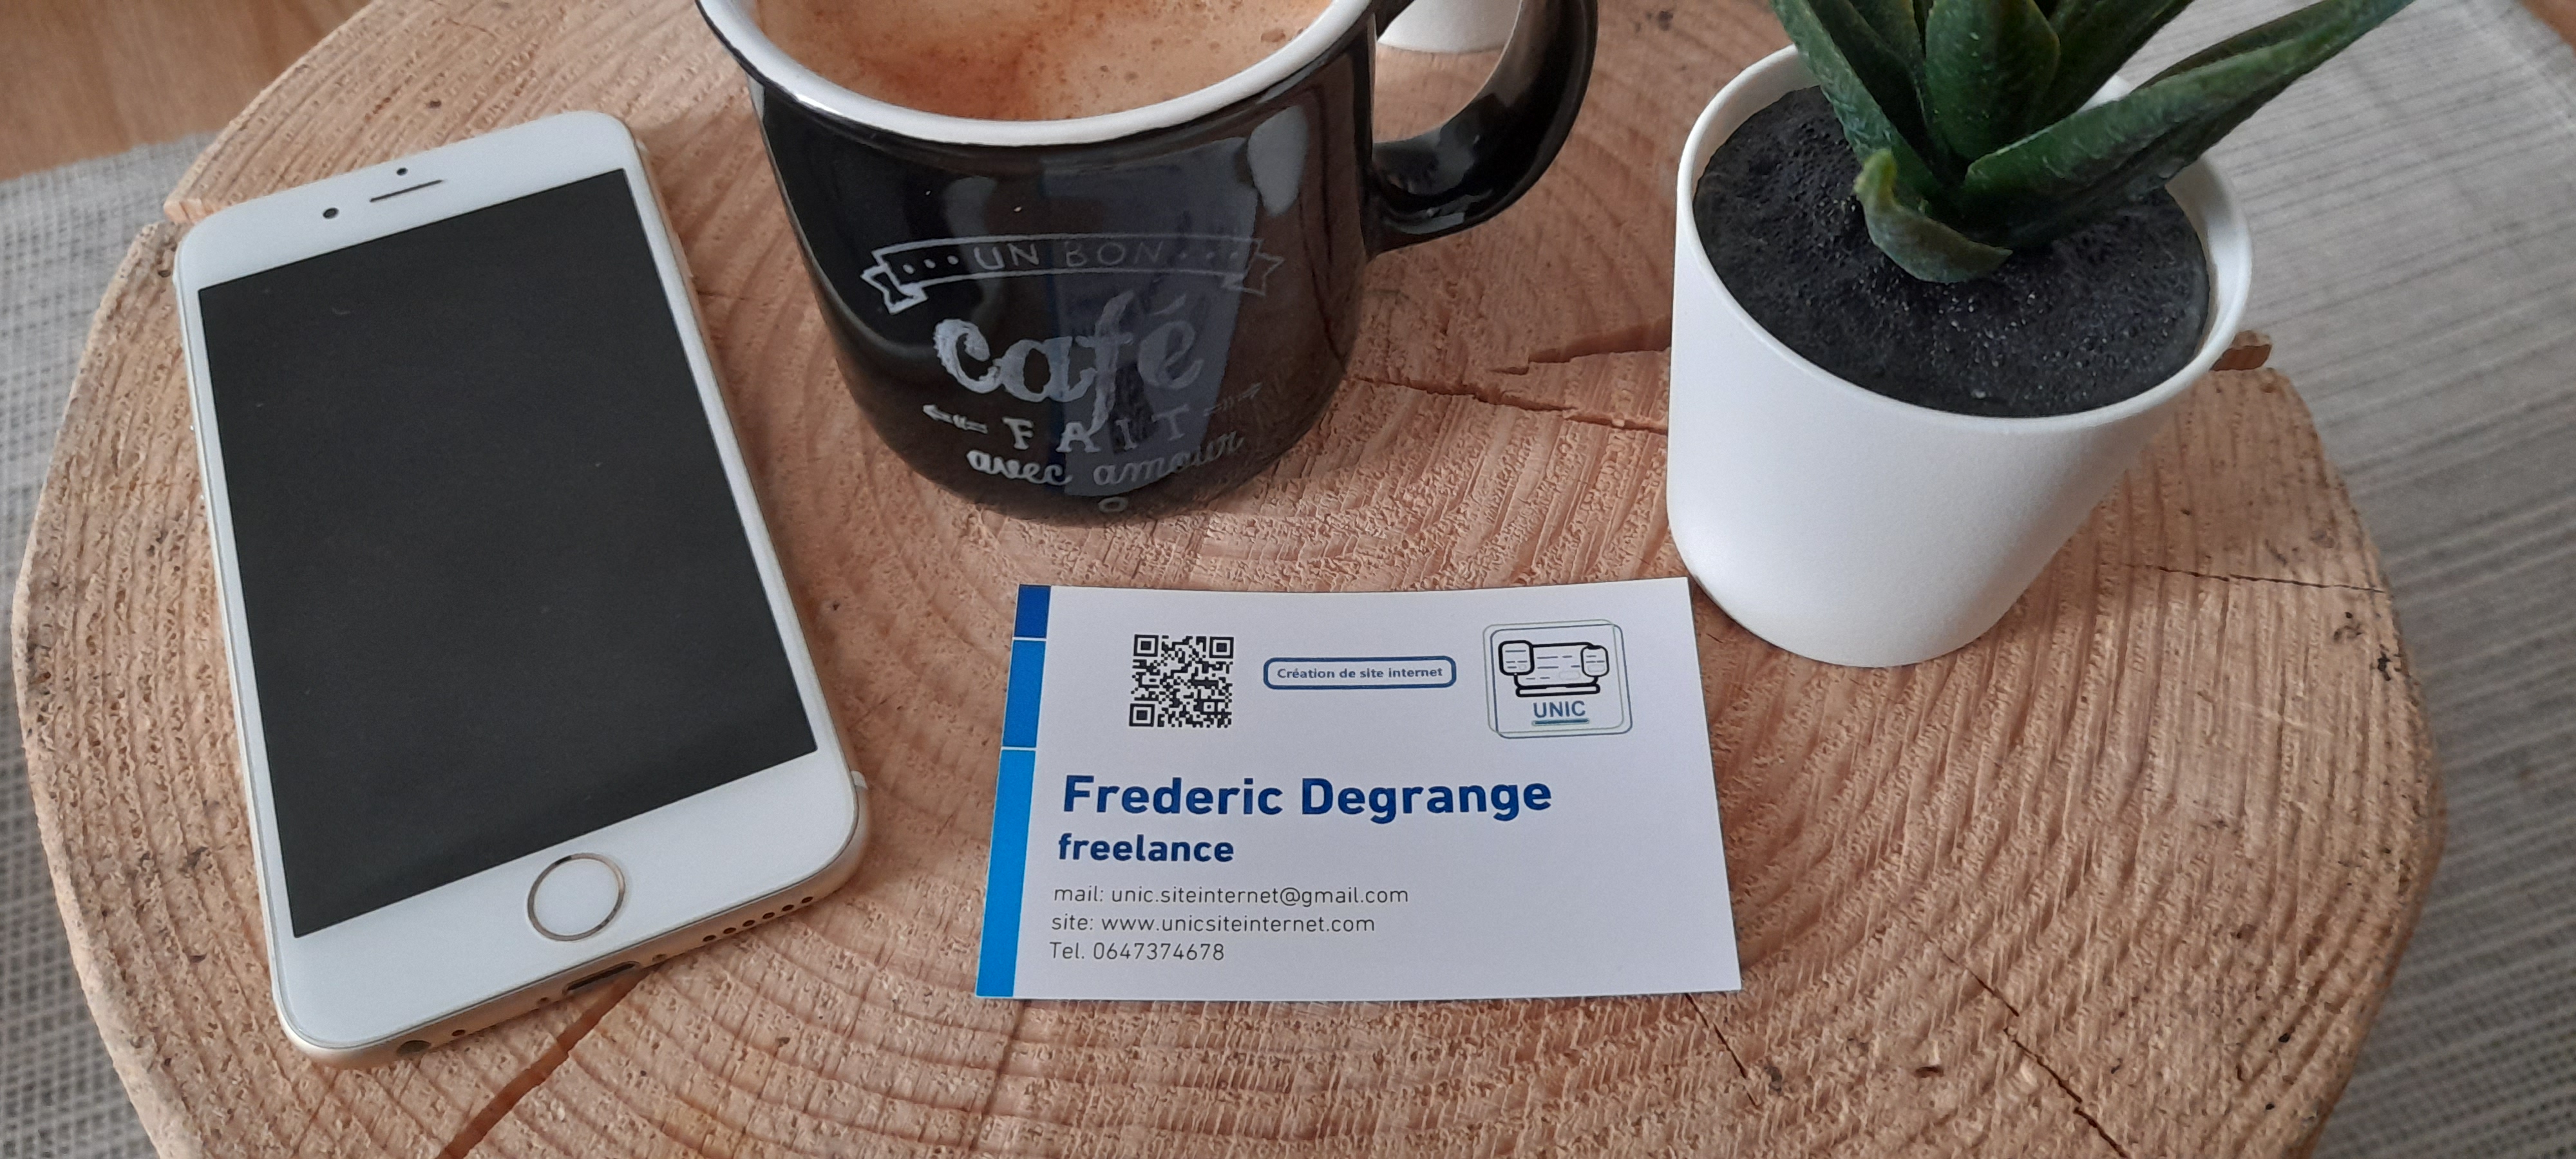 UN BON
café
FAIT
avec amour
Création de site internet
UNIC
Frederic Degrange
freelance
mail: unic.siteinternet@gmail.com
site: www.unicsiteinternet.com
Tel. 0647374678